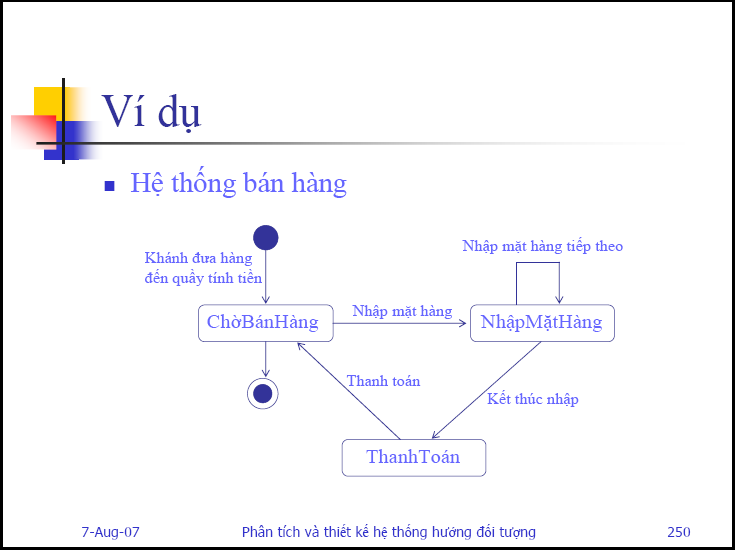 Ví dụ
Hệ thống bán hàng
Nhập mặt hàng tiếp theo
Khánh đưa hàng
đến quầy tính tiền
Nhập mặt hàng
ChờBánHàng
NhậpMặtHàng
Thanh toán
Kết thúc nhập
ThanhToán
7-Aug-07
Phân tích và thiết kế hệ thống hướng đối tượng
250